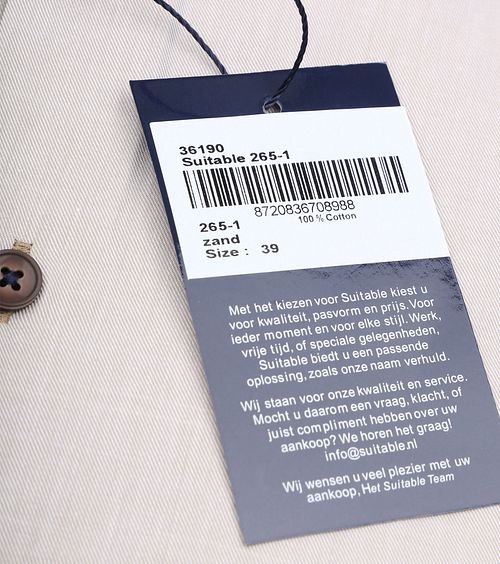 36190
Suitable 265-1
8720836708988
100 % Cotton
265-1
zand
Size : 39
Met het kiezen voor Suitable kiest u
voor kwaliteit, pasvorm en prijs. Voor
ieder moment en voor elke stijl. Werk,
vrije tijd, of speciale gelegenheden,
Suitable biedt u een passende
oplossing, zoals onze naam verhuld.
Wij staan voor onze kwaliteit en service.
Mocht u daarom een vraag, klacht, of
juist compliment hebben over uw
aankoop? We horen het graag!
info@suitable.nl
Wij wensen u veel plezier met uw
aankoop, Het Suitable Team